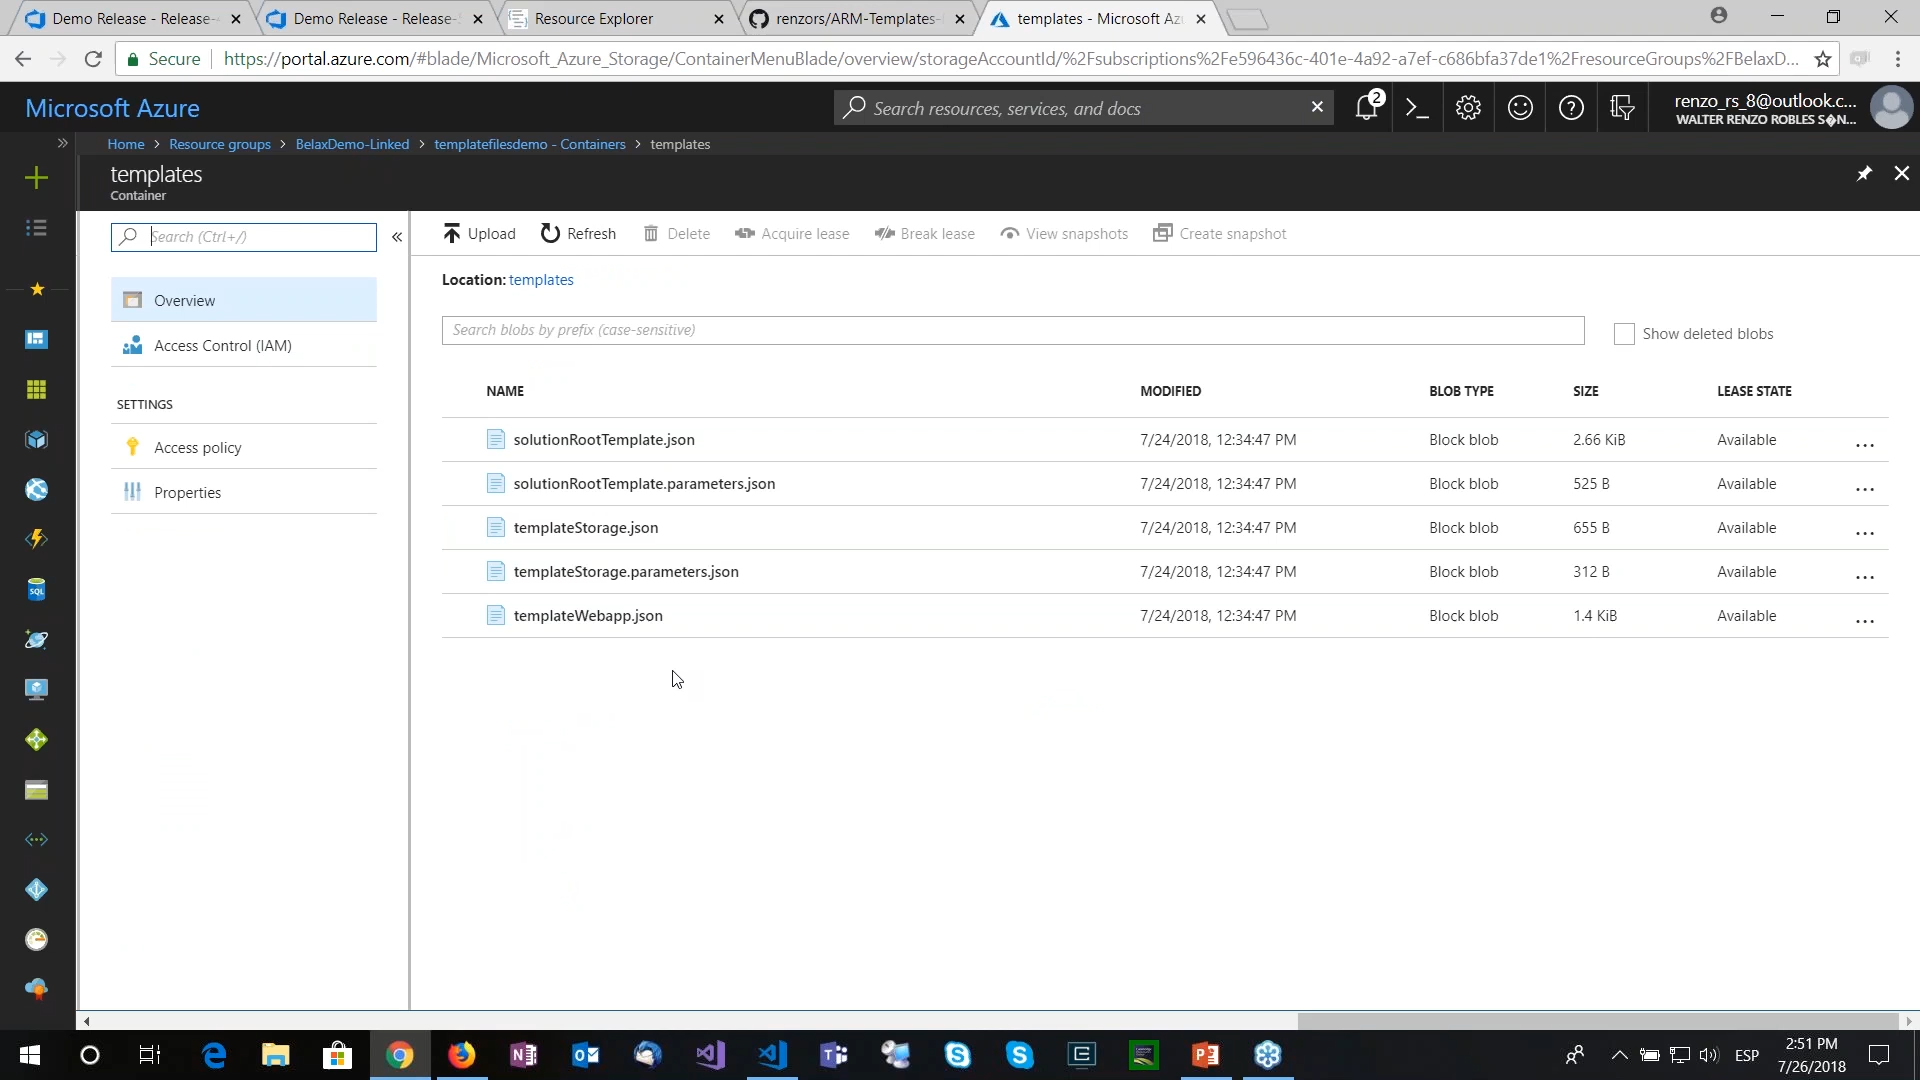 Demo Release - Release-
Demo Release - Release-
Resource Explorer
renzors/ARM-Templates-
templates - Microsoft Az
Secure
https://portal.azure.com/#blade/Microsoft_Azure_Storage/ContainerMenuBlade/overview/storageAccountId/%2Fsubscriptions%2Fe596436c-401e-4a92-a7ef-c686bfa37de1%2FresourceGroups%2FBelaxD...
Microsoft Azure
Search resources, services, and docs
2
renzo_rs_8@outlook.c...
WALTER RENZO ROBLES S�N...
Home > Resource groups > BelaxDemo-Linked > templatefilesdemo - Containers > templates
templates
Container
Search (Ctrl+/)
Overview
Access Control (IAM)
SETTINGS
Access policy
Properties
Upload Refresh Delete Acquire lease Break lease View snapshots Create snapshot
Location: templates
Search blobs by prefix (case-sensitive)
Show deleted blobs
NAME MODIFIED BLOB TYPE SIZE LEASE STATE
solutionRootTemplate.json 7/24/2018, 12:34:47 PM Block blob 2.66 KiB Available ...
solutionRootTemplate.parameters.json 7/24/2018, 12:34:47 PM Block blob 525 B Available ...
templateStorage.json 7/24/2018, 12:34:47 PM Block blob 655 B Available ...
templateStorage.parameters.json 7/24/2018, 12:34:47 PM Block blob 312 B Available ...
templateWebapp.json 7/24/2018, 12:34:47 PM Block blob 1.4 KiB Available ...
SQL
ESP
2:51 PM
7/26/2018